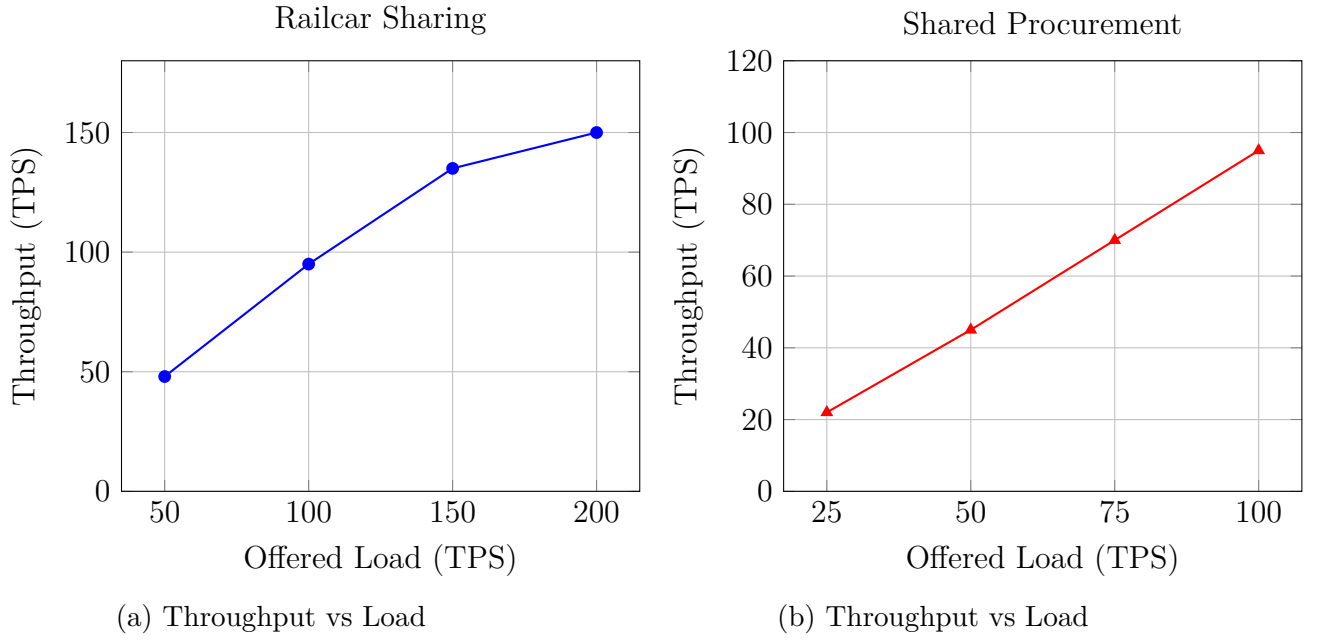 Railcar Sharing
Throughput (TPS)
150
100
50
0
50 100 150 200
Offered Load (TPS)
(a) Throughput vs Load
Shared Procurement
Throughput (TPS)
120
100
80
60
40
20
0
25 50 75 100
Offered Load (TPS)
(b) Throughput vs Load